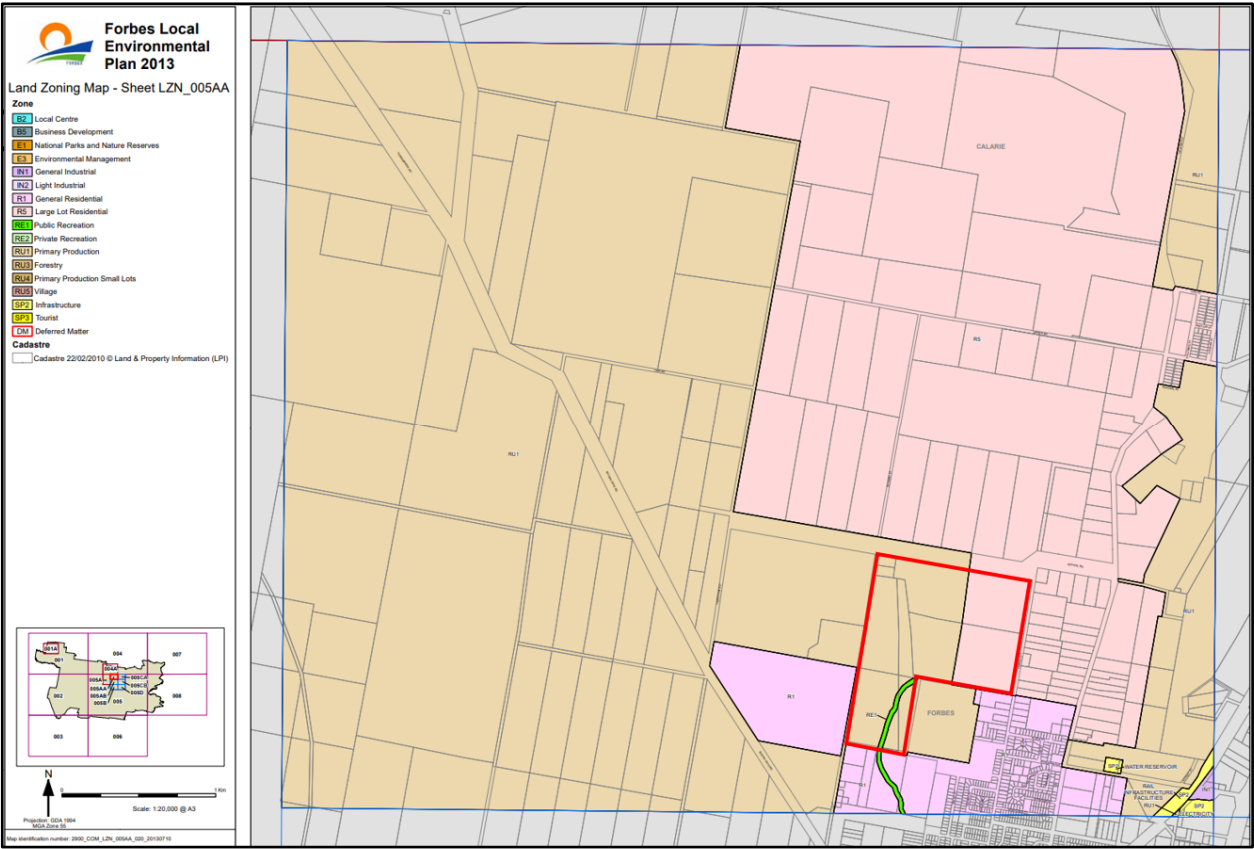 Forbes Local
Environmental
Plan 2013
FORBES
Land Zoning Map - Sheet LZN_005AA
Zone
B2 Local Centre
B5 Business Development
E1 National Parks and Nature Reserves
E3 Environmental Management
IN1 General Industrial
IN2 Light Industrial
R1 General Residential
R5 Large Lot Residential
RE1 Public Recreation
RE2 Private Recreation
RU1 Primary Production
RU3 Forestry
RU4 Primary Production Small Lots
RU5 Village
SP2 Infrastructure
SP3 Tourist
DM Deferred Matter
Cadastre
Cadastre 22/02/2010 © Land & Property Information (LPI)
CALARIE
RU1
R5
RU1
RU1
R1
RE1
FORBES
R1
SP2 WATER RESERVOIR
RAIL
INFRASTRUCTURE
FACILITIES
RU1
SP2
IN1
SP2
ELECTRICITY
001A
001
004
007
004A
005A
005CA
005AA
005CB
005AB
005D
005B
005
002
008
003
006
N
0
1 Km
Scale: 1:20,000 @ A3
Projection: GDA 1994
MGA Zone 55